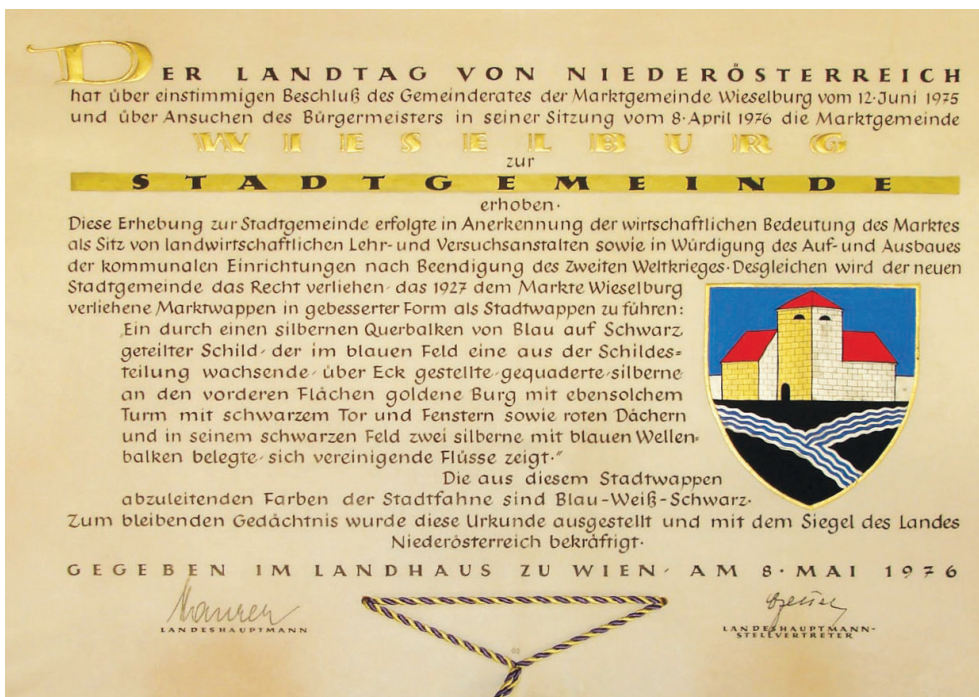 DER LANDTAG VON NIEDERÖSTERREICH
hat über einstimmigen Beschluß des Gemeinderates der Marktgemeinde Wieselburg vom 12·Juni 1975
und über Ansuchen des Bürgermeisters in seiner Sitzung vom 8·April 1976 die Marktgemeinde
WIESELBURG
zur
STADTGEMEINDE
erhoben·
Diese Erhebung zur Stadtgemeinde erfolgte in Anerkennung der wirtschaftlichen Bedeutung des Marktes
als Sitz von landwirtschaftlichen Lehr- und Versuchsanstalten sowie in Würdigung des Auf- und Ausbaues
der kommunalen Einrichtungen nach Beendigung des Zweiten Weltkrieges·Desgleichen wird der neuen
Stadtgemeinde das Recht verliehen, das 1927 dem Markte Wieselburg
verliehene Marktwappen in gebesserter Form als Stadtwappen zu führen:
„Ein durch einen silbernen Querbalken von Blau auf Schwarz
geteilter Schild, der im blauen Feld eine aus der Schildes=
teilung wachsende, über Eck gestellte, gequaderte, silberne
an den vorderen Flächen goldene Burg mit ebensolchem
Turm mit schwarzem Tor und Fenstern sowie roten Dächern
und in seinem schwarzen Feld zwei silberne mit blauen Wellen=
balken belegte, sich vereinigende Flüsse zeigt·“
Die aus diesem Stadtwappen
abzuleitenden Farben der Stadtfahne sind Blau-Weiß-Schwarz·
Zum bleibenden Gedächtnis wurde diese Urkunde ausgestellt und mit dem Siegel des Landes
Niederösterreich bekräftigt·
GEGEBEN IM LANDHAUS ZU WIEN, AM 8·MAI 1976
Maurer
LANDESHAUPTMANN
LANDESHAUPTMANN-
STELLVERTRETER